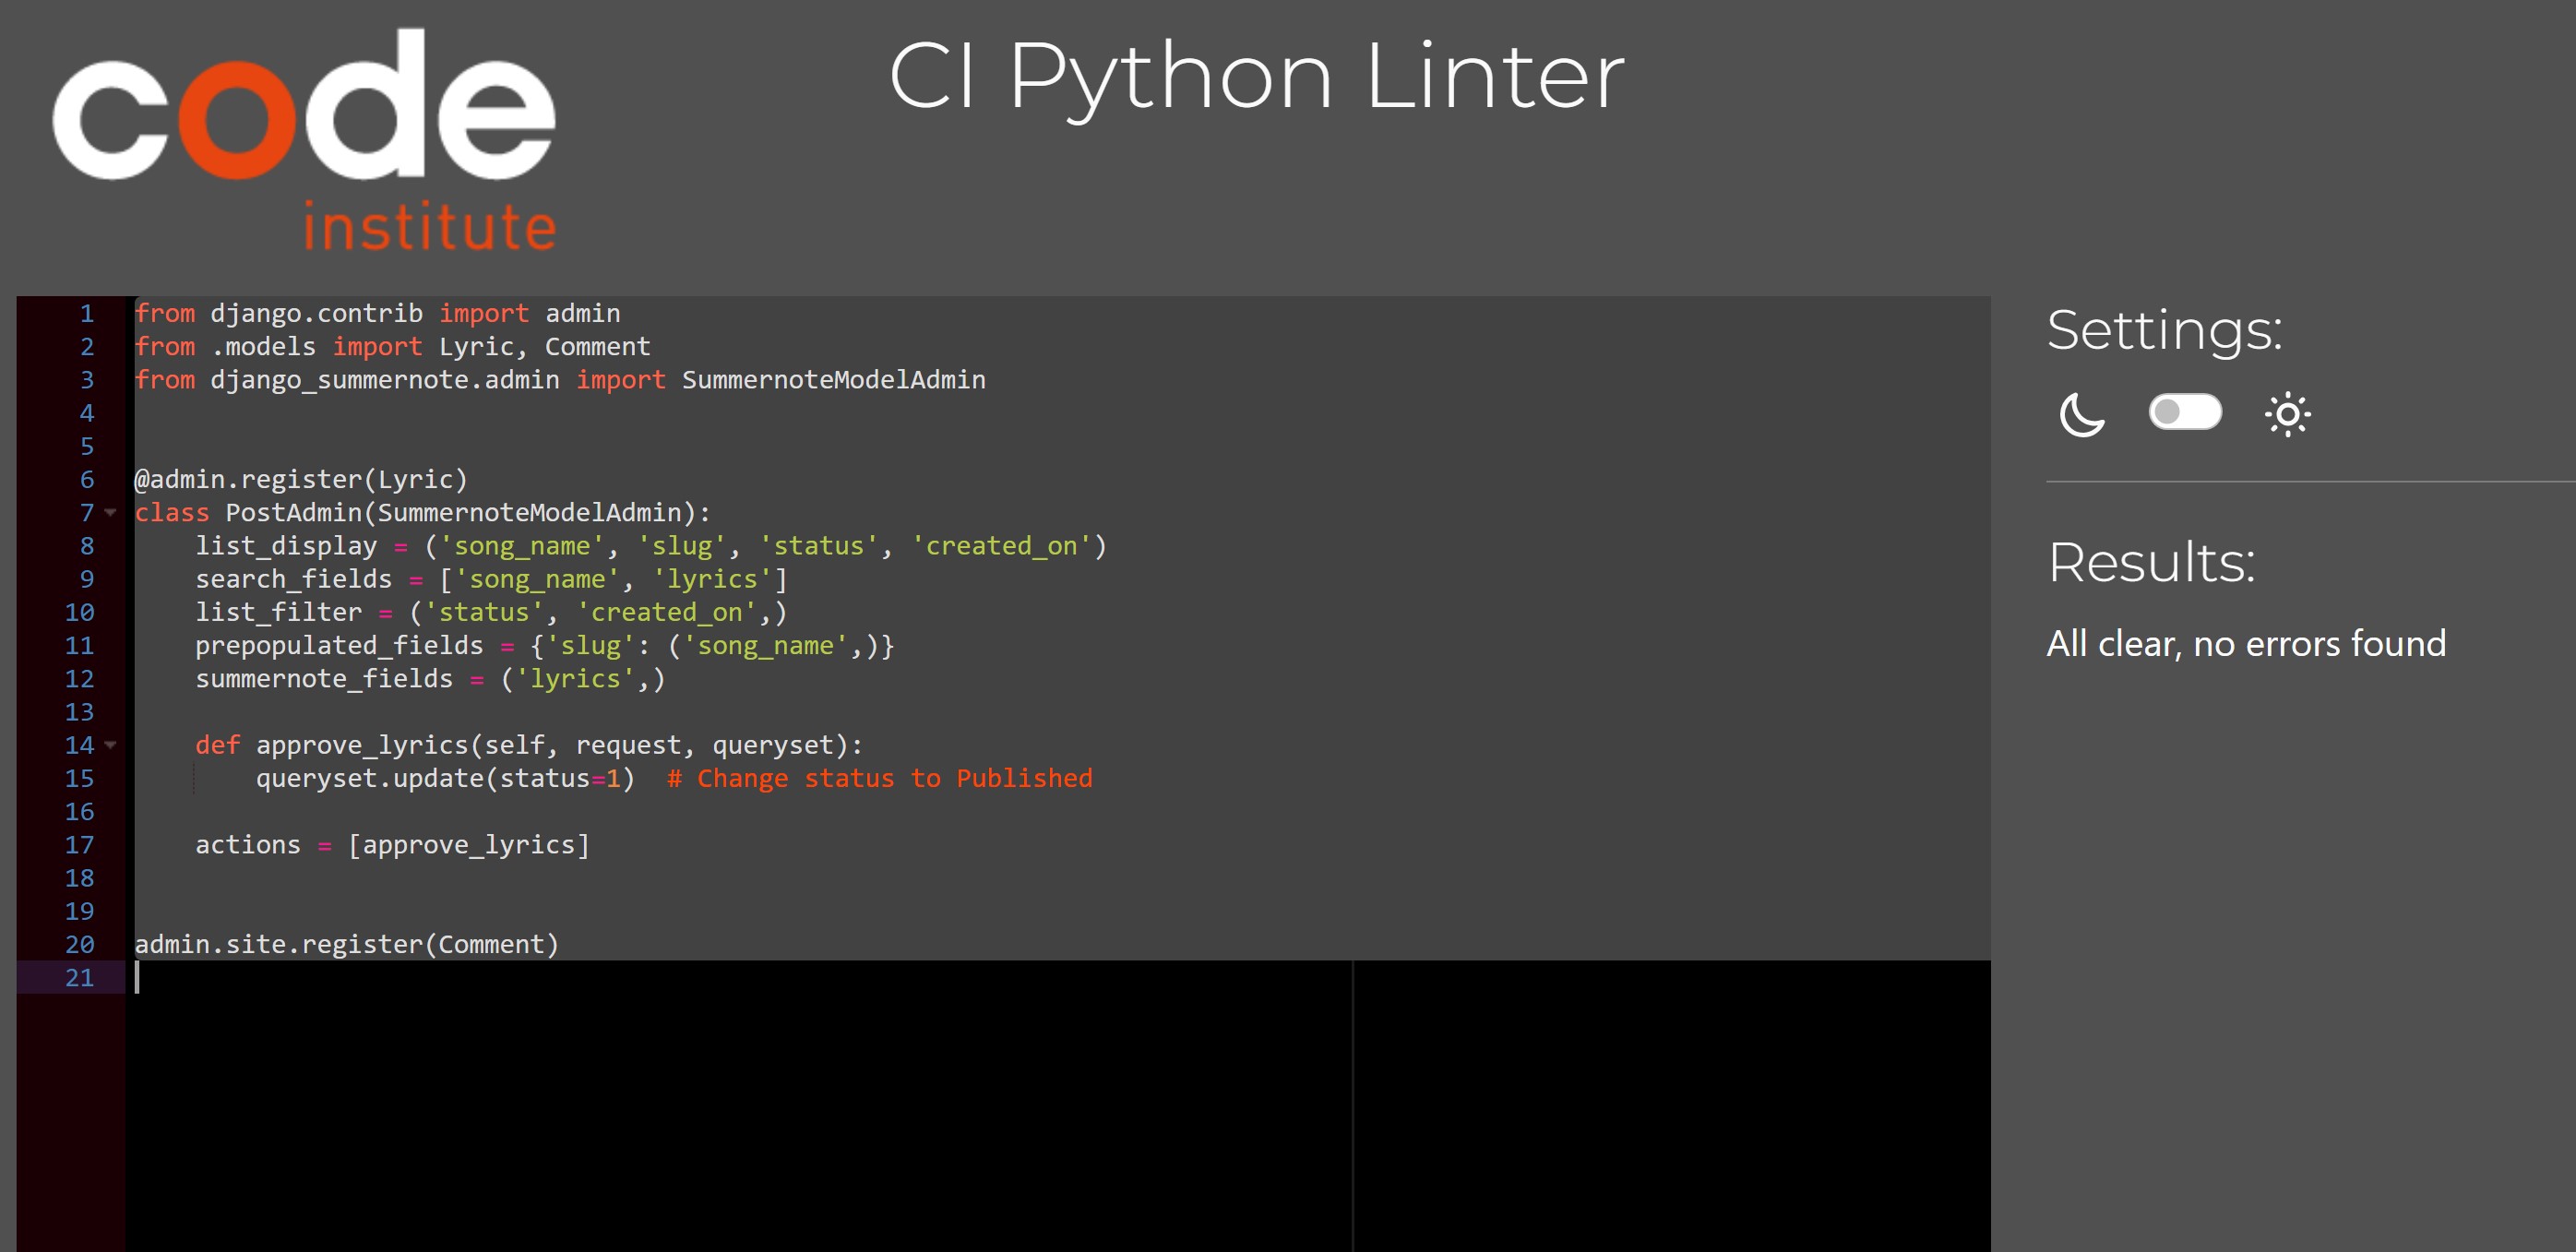 code
institute
CI Python Linter
1 from django.contrib import admin
2 from .models import Lyric, Comment
3 from django_summernote.admin import SummernoteModelAdmin
4
5
6 @admin.register(Lyric)
7 class PostAdmin(SummernoteModelAdmin):
8     list_display = ('song_name', 'slug', 'status', 'created_on')
9     search_fields = ['song_name', 'lyrics']
10     list_filter = ('status', 'created_on',)
11     prepopulated_fields = {'slug': ('song_name',)}
12     summernote_fields = ('lyrics',)
13
14     def approve_lyrics(self, request, queryset):
15         queryset.update(status=1)  # Change status to Published
16
17     actions = [approve_lyrics]
18
19
20 admin.site.register(Comment)
21
Settings:
Results:
All clear, no errors found